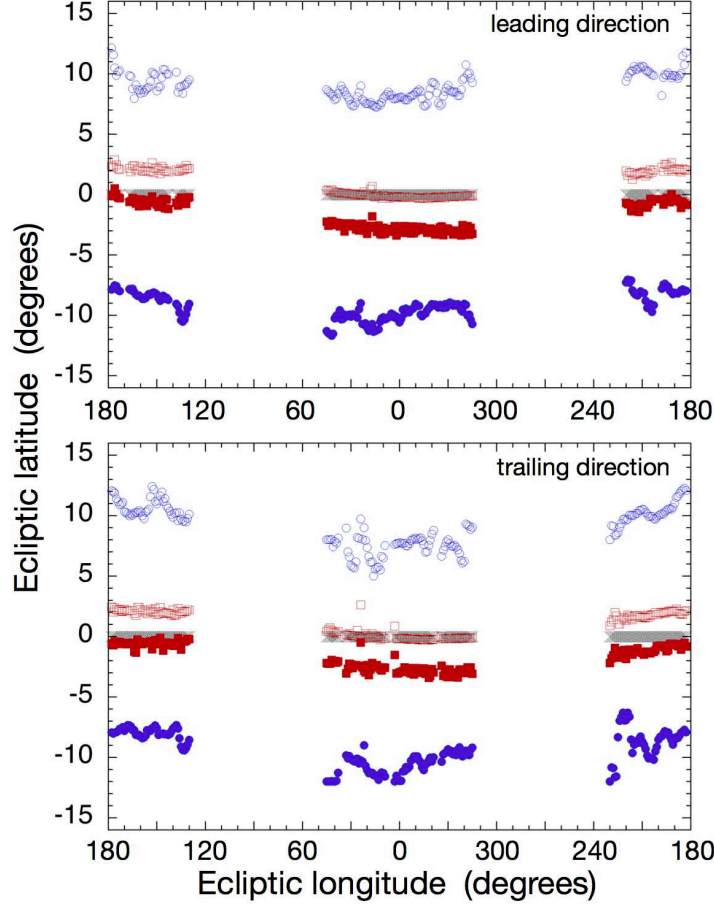 leading direction
15
10
5
0
-5
-10
-15
180 120 60 0 300 240 180
Ecliptic latitude (degrees)
trailing direction
15
10
5
0
-5
-10
-15
180 120 60 0 300 240 180
Ecliptic longitude (degrees)